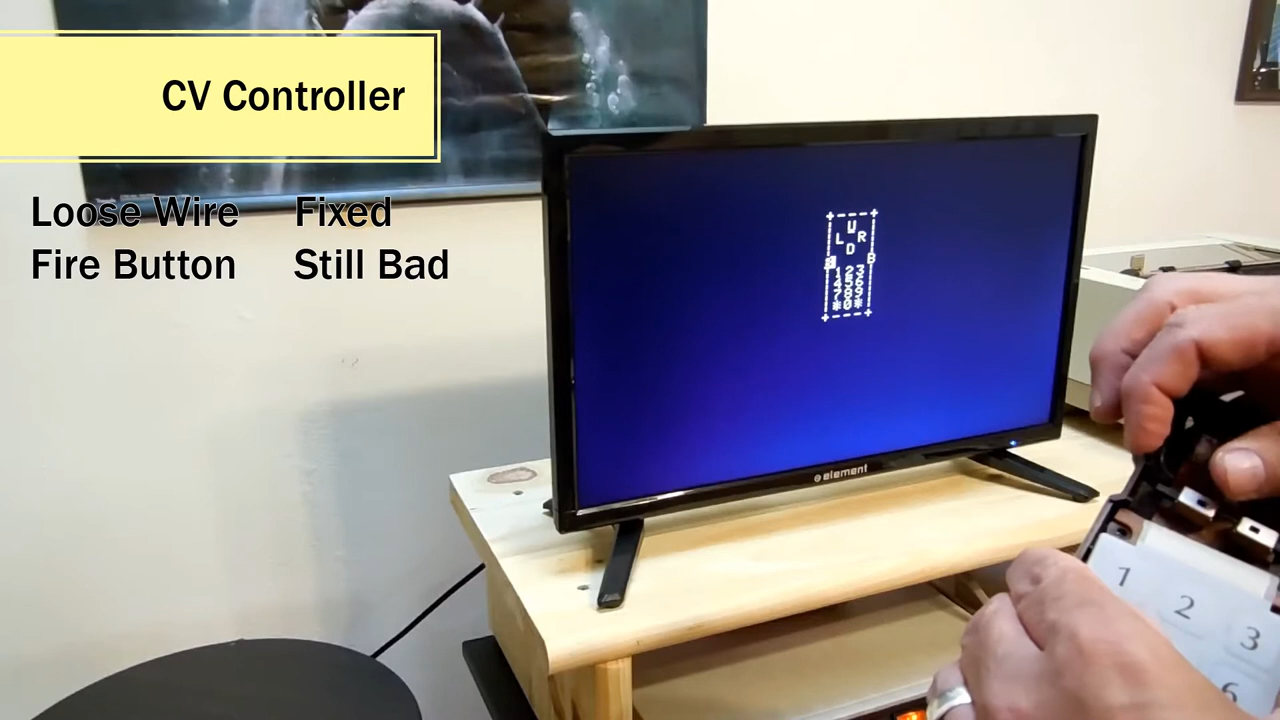 CV Controller
Loose Wire Fixed
Fire Button Still Bad
+---+
U
L R
D
B B
1 2 3
4 5 6
7 8 9
* 0 *
+---+
element
1
2
3
6